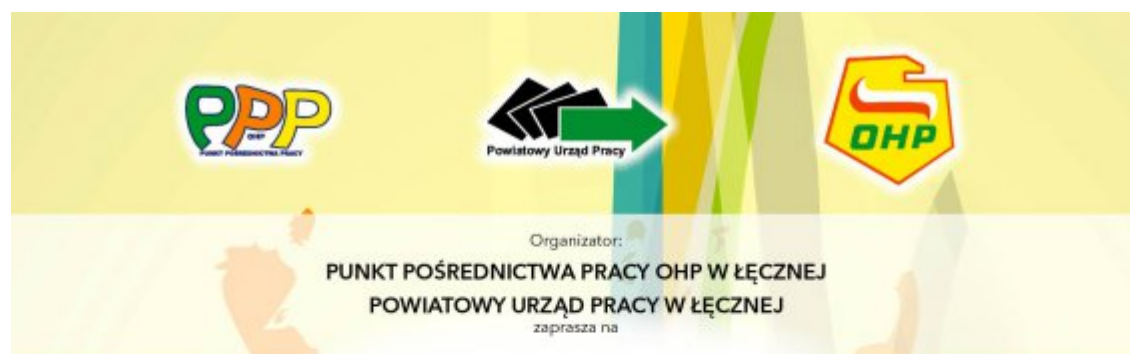 PPP
OHP
PUNKT POŚREDNICTWA PRACY
Powiatowy Urząd Pracy
OHP
Organizator:
PUNKT POŚREDNICTWA PRACY OHP W ŁĘCZNEJ
POWIATOWY URZĄD PRACY W ŁĘCZNEJ
zaprasza na